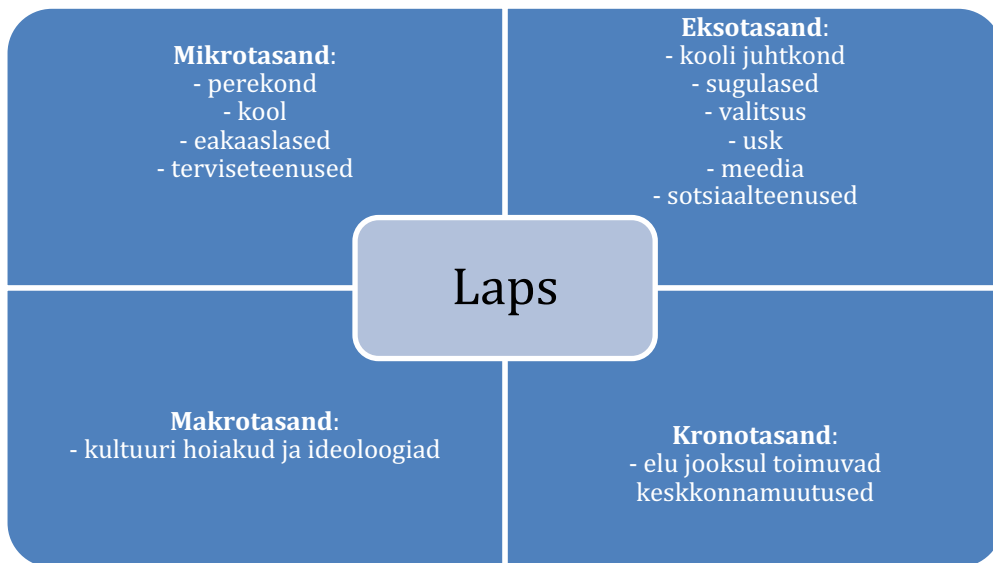 Mikrotasand:
- perekond
- kool
- eakaaslased
- terviseteenused
Eksotasand:
- kooli juhtkond
- sugulased
- valitsus
- usk
- meedia
- sotsiaalteenused
Laps
Makrotasand:
- kultuuri hoiakud ja ideoloogiad
Kronotasand:
- elu jooksul toimuvad
keskkonnamuutused